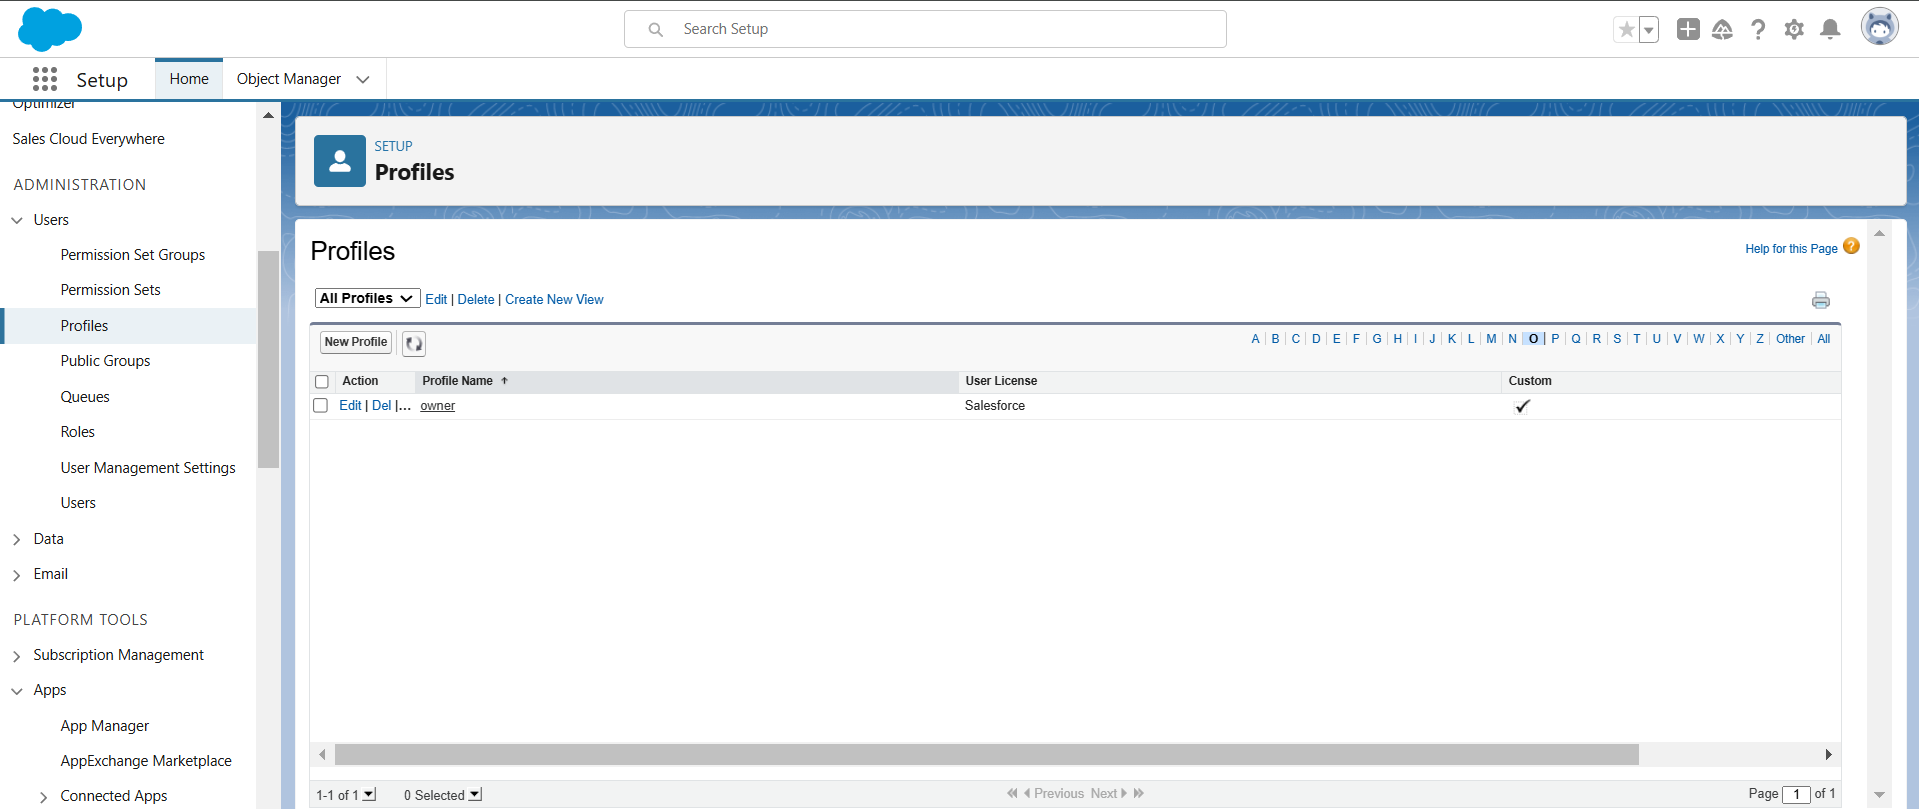 Search Setup
Setup
Home
Object Manager
Optimizer
Sales Cloud Everywhere
ADMINISTRATION
Users
Permission Set Groups
Permission Sets
Profiles
Public Groups
Queues
Roles
User Management Settings
Users
Data
Email
PLATFORM TOOLS
Subscription Management
Apps
App Manager
AppExchange Marketplace
Connected Apps
SETUP
Profiles
Profiles
Help for this Page ?
All Profiles Edit | Delete | Create New View
New Profile
A | B | C | D | E | F | G | H | I | J | K | L | M | N | O | P | Q | R | S | T | U | V | W | X | Y | Z | Other | All
Action Profile Name ↑ User License Custom
Edit | Del |... owner Salesforce ✓
1-1 of 1 0 Selected Previous Next Page 1 of 1